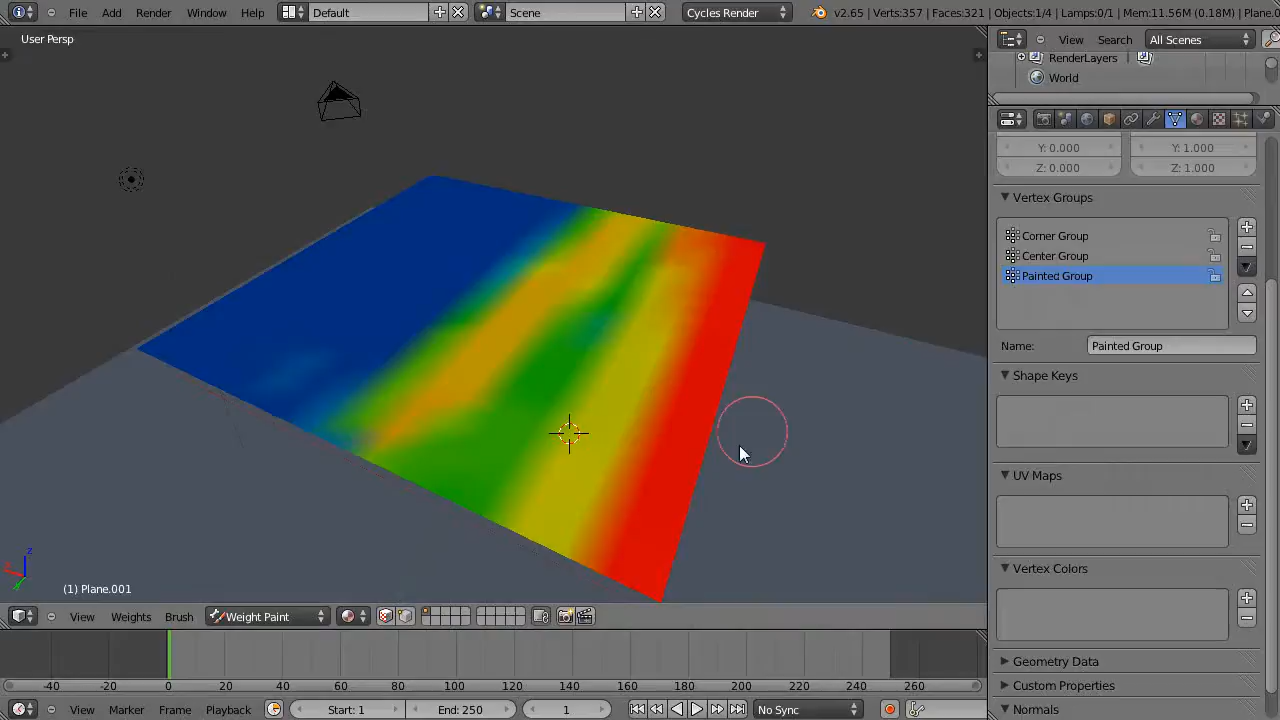 File Add Render Window Help Default Scene Cycles Render v2.65 | Verts:357 | Faces:321 | Objects:1/4 | Lamps:0/1 | Mem:11.56M (0.18M) | Plane.0
User Persp
View Search All Scenes
RenderLayers
World
Y: 0.000 Y: 1.000
Z: 0.000 Z: 1.000
Vertex Groups
Corner Group
Center Group
Painted Group
Name: Painted Group
Shape Keys
UV Maps
Vertex Colors
z
(1) Plane.001
View Weights Brush Weight Paint
Geometry Data
Custom Properties
Normals
-40 -20 0 20 40 60 80 100 120 140 160 180 200 220 240 260
View Marker Frame Playback Start: 1 End: 250 1 No Sync